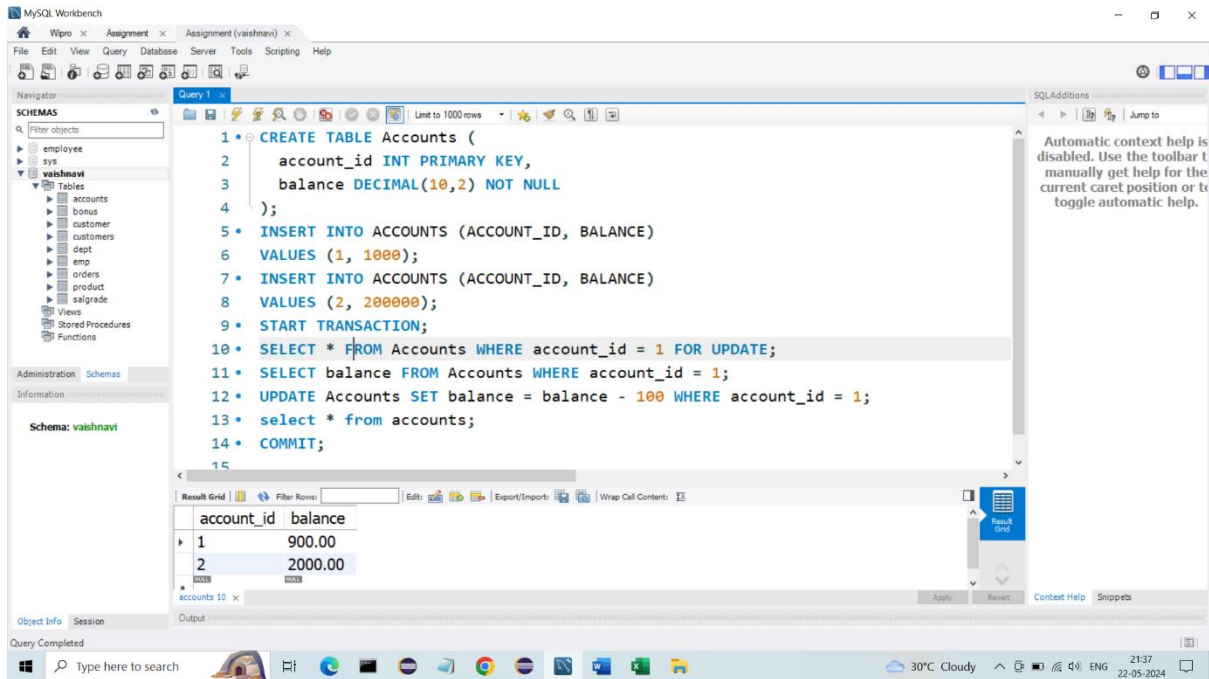 MySQL Workbench
Wipro × Assignment × Assignment (vaishnavi) ×
File Edit View Query Database Server Tools Scripting Help
Navigator
SCHEMAS
Filter objects
employee
sys
vaishnavi
Tables
accounts
bonus
customer
customers
dept
emp
orders
product
salgrade
Views
Stored Procedures
Functions
Administration Schemas
Information
Schema: vaishnavi
Object Info Session
Query 1 ×
Limit to 1000 rows
1 CREATE TABLE Accounts (
2 account_id INT PRIMARY KEY,
3 balance DECIMAL(10,2) NOT NULL
4 );
5 INSERT INTO ACCOUNTS (ACCOUNT_ID, BALANCE)
6 VALUES (1, 1000);
7 INSERT INTO ACCOUNTS (ACCOUNT_ID, BALANCE)
8 VALUES (2, 200000);
9 START TRANSACTION;
10 SELECT * FROM Accounts WHERE account_id = 1 FOR UPDATE;
11 SELECT balance FROM Accounts WHERE account_id = 1;
12 UPDATE Accounts SET balance = balance - 100 WHERE account_id = 1;
13 select * from accounts;
14 COMMIT;
15
Result Grid Filter Rows: Edit: Export/Import: Wrap Cell Content:
account_id balance
1 900.00
2 2000.00
NULL NULL
Result
Grid
accounts 10 × Apply Revert
Output
SQLAdditions
Jump to
Automatic context help is
disabled. Use the toolbar t
manually get help for the
current caret position or to
toggle automatic help.
Context Help Snippets
Query Completed
Type here to search
30°C Cloudy ENG 21:37
22-05-2024